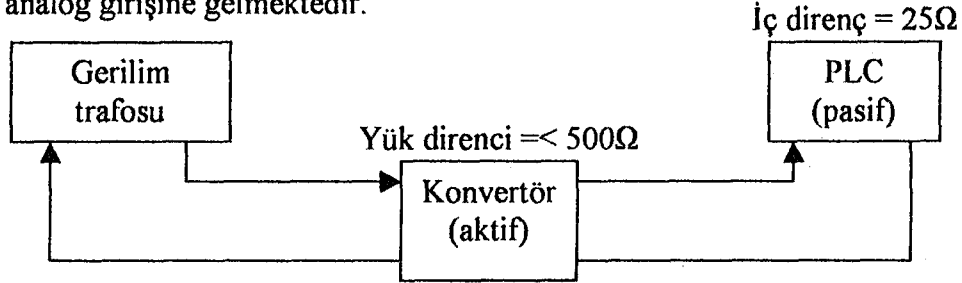 analog girişine gelmektedir.
İç direnç = 25Ω
Gerilim
trafosu
PLC
(pasif)
Yük direnci =< 500Ω
Konvertör
(aktif)